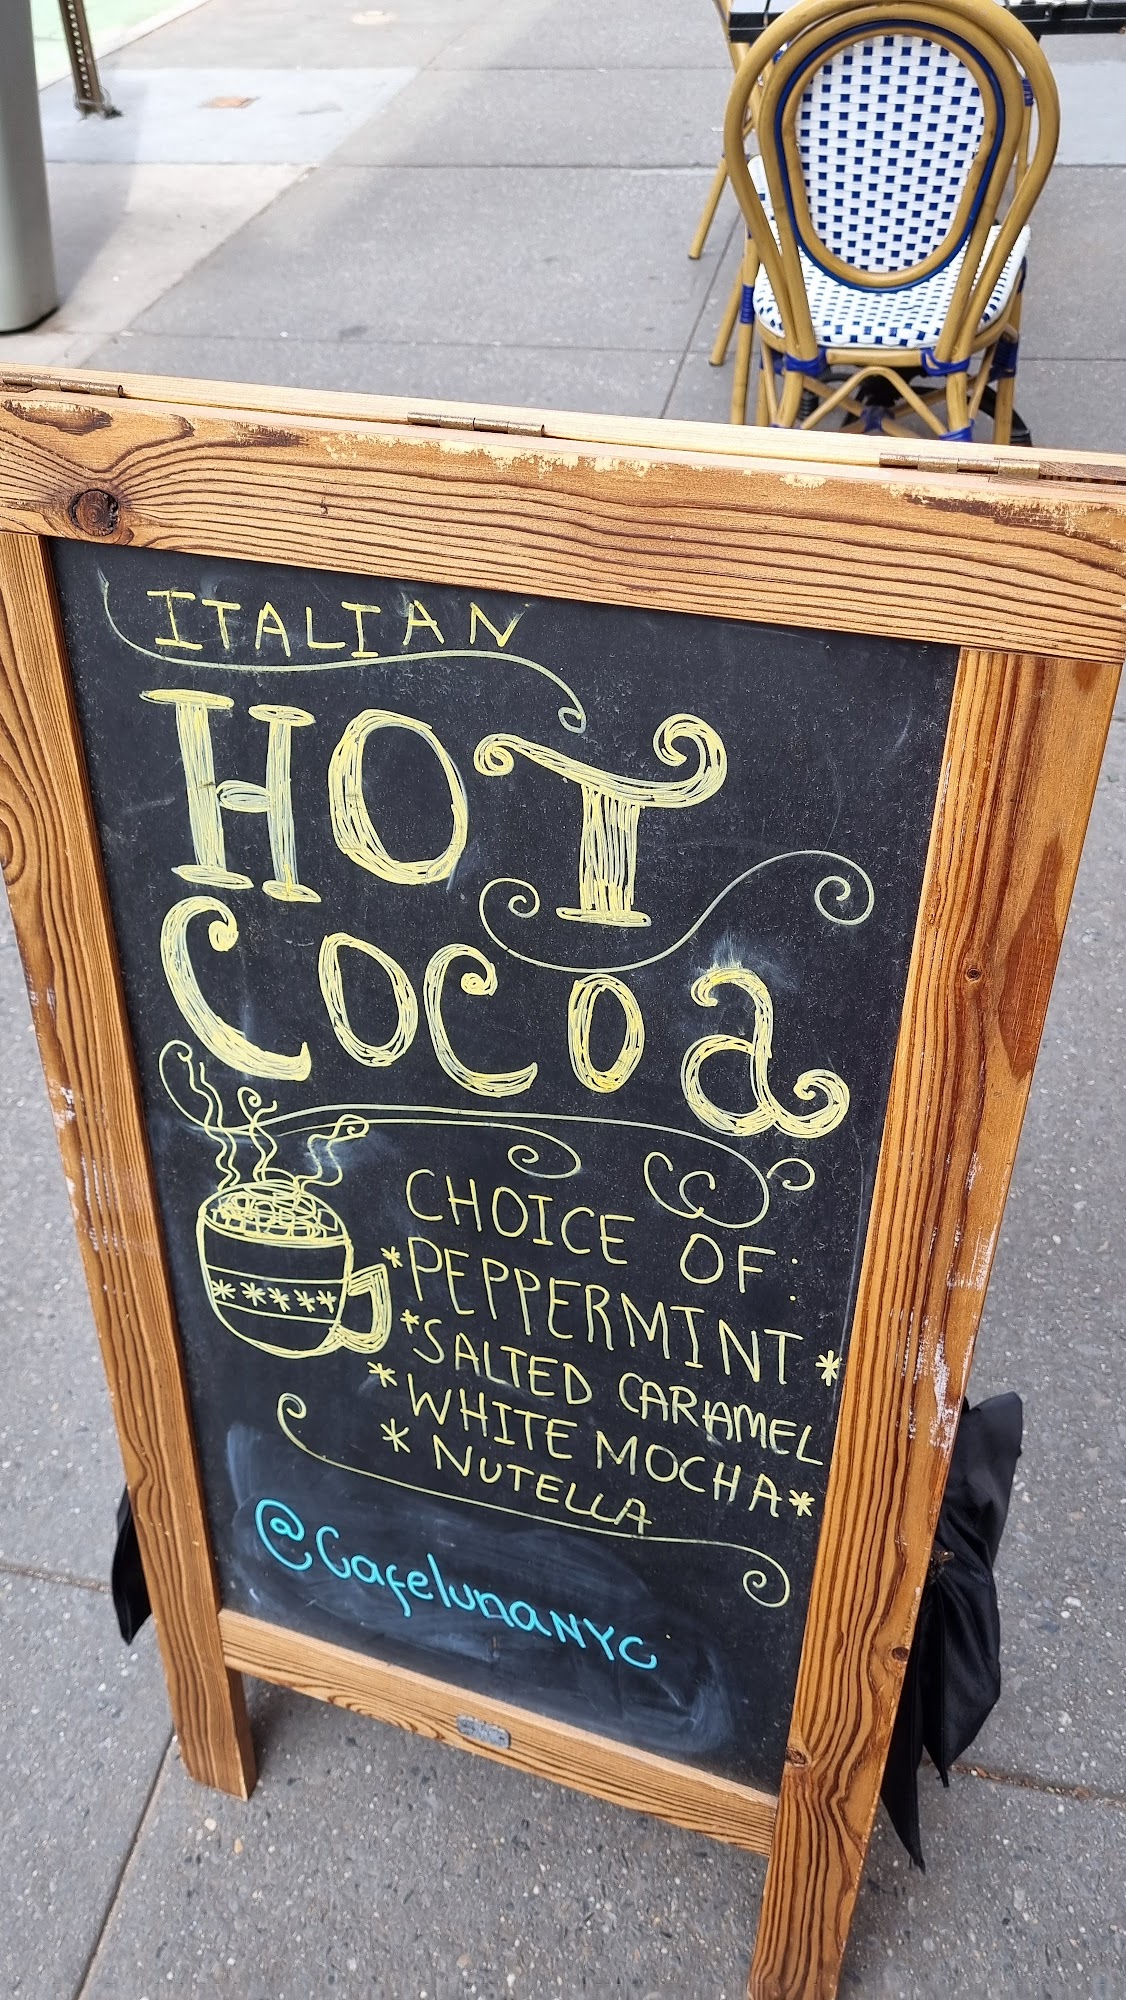 ITALIAN
HOT
COCOa
CHOICE OF:
*PEPPERMINT*
*SALTED CARAMEL
*WHITE MOCHA*
* NUTELLA
@CafelunaNYC